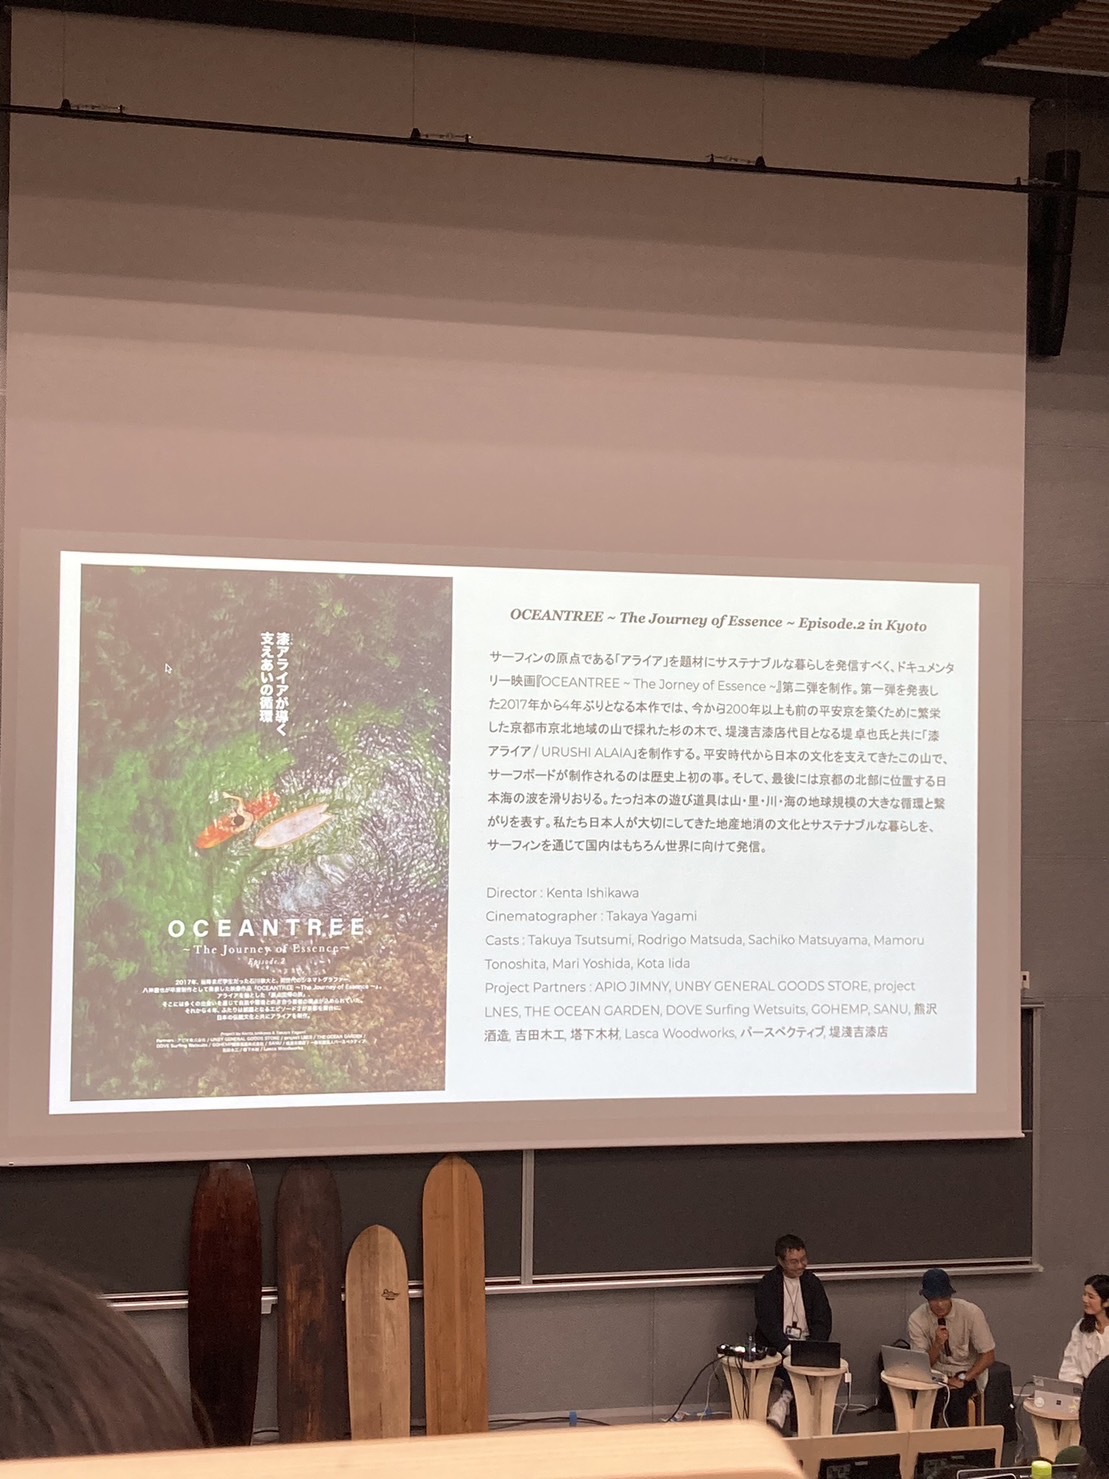 漆アライアが導く
支えあいの循環
OCEANTREE
~The Journey of Essence~
Episode.2
OCEANTREE ~ The Journey of Essence ~ Episode.2 in Kyoto
サーフィンの原点である「アライア」を題材にサステナブルな暮らしを発信すべく、ドキュメンタ
リー映画『OCEANTREE ~ The Jorney of Essence ~』第二弾を制作。第一弾を発表し
た2017年から4年ぶりとなる本作では、今から200年以上も前の平安京を築くために繁栄
した京都市京北地域の山で採れた杉の木で、堤淺吉漆店代目となる堤卓也氏と共に「漆
アライア / URUSHI ALAIA」を制作する。平安時代から日本の文化を支えてきたこの山で、
サーフボードが制作されるのは歴史上初の事。そして、最後には京都の北部に位置する日
本海の波を滑りおりる。たった本の遊び道具は山・里・川・海の地球規模の大きな循環と繋
がりを表す。私たち日本人が大切にしてきた地産地消の文化とサステナブルな暮らしを、
サーフィンを通じて国内はもちろん世界に向けて発信。
Director : Kenta Ishikawa
Cinematographer : Takaya Yagami
Casts : Takuya Tsutsumi, Rodrigo Matsuda, Sachiko Matsuyama, Mamoru
Tonoshita, Mari Yoshida, Kota Iida
Project Partners : APIO JIMNY, UNBY GENERAL GOODS STORE, project
LNES, THE OCEAN GARDEN, DOVE Surfing Wetsuits, GOHEMP, SANU,熊沢
酒造, 吉田木工, 塔下木材, Lasca Woodworks, パースペクティブ, 堤淺吉漆店